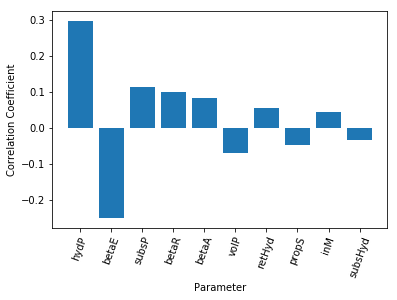 Correlation Coefficient
0.3
0.2
0.1
0.0
−0.1
−0.2
hydP
betaE
subsP
betaR
betaA
volP
retHyd
propS
inM
subsHyd
Parameter